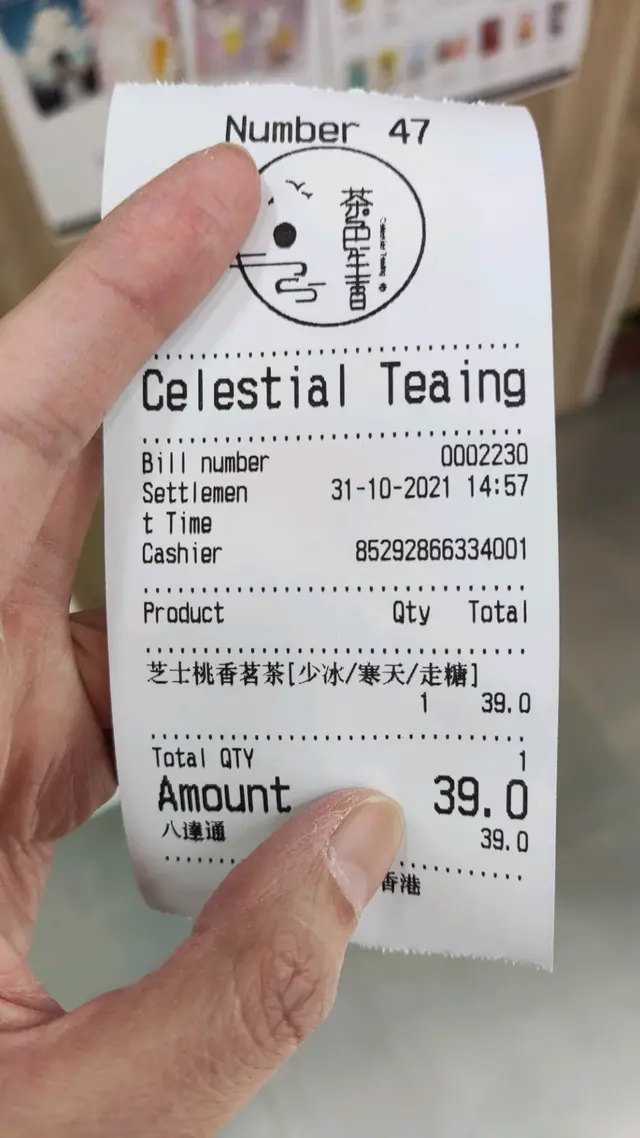 Number 47
茶色生香
Celestial Teaing
Bill number 0002230
Settlemen 31-10-2021 14:57
t Time
Cashier 85292866334001
Product Qty Total
芝士桃香茗茶[少冰/寒天/走糖]
1 39.0
Total QTY 1
Amount 39.0
八達通 39.0
香港